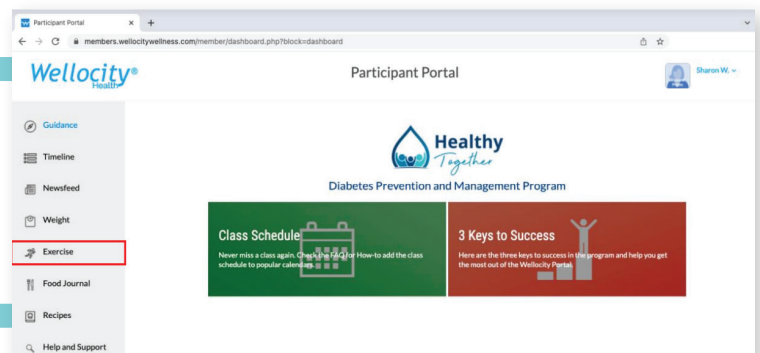 Participant Portal
members.wellocitywellness.com/member/dashboard.php?block=dashboard
Wellocity®
Health
Participant Portal
Sharon W.
Guidance
Timeline
Newsfeed
Weight
Exercise
Food Journal
Recipes
Help and Support
Healthy
Together
Diabetes Prevention and Management Program
Class Schedule
Never miss a class again. Check the FAQ for How-to add the class
schedule to popular calendars.
3 Keys to Success
Here are the three keys to success in the program and help you get
the most out of the Wellocity Portal.